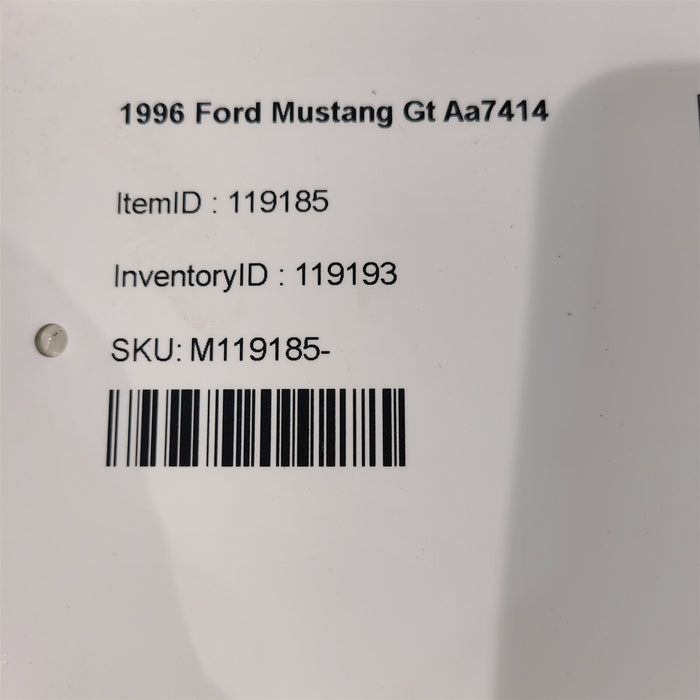 1996 Ford Mustang Gt Aa7414
ItemID : 119185
InventoryID : 119193
SKU: M119185-